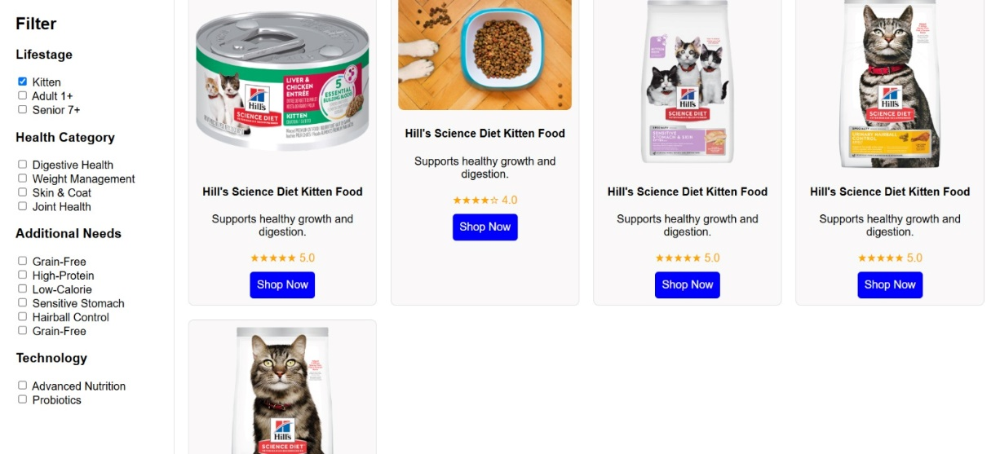 Filter
Lifestage
Kitten
Adult 1+
Senior 7+
Health Category
Digestive Health
Weight Management
Skin & Coat
Joint Health
Additional Needs
Grain-Free
High-Protein
Low-Calorie
Sensitive Stomach
Hairball Control
Grain-Free
Technology
Advanced Nutrition
Probiotics
LIVER &
CHICKEN
ENTRÉE
5
ESSENTIAL
BUILDING BLOCKS
Hill's
SCIENCE DIET
KITTEN
Hill's Science Diet Kitten Food
Supports healthy growth and
digestion.
★★★★★ 5.0
Shop Now
Hill's Science Diet Kitten Food
Supports healthy growth and
digestion.
★★★★☆ 4.0
Shop Now
Hill's
SCIENCE DIET
SENSITIVE
STOMACH & SKIN
Hill's Science Diet Kitten Food
Supports healthy growth and
digestion.
★★★★★ 5.0
Shop Now
Hill's
SCIENCE DIET
URINARY HAIRBALL
CONTROL
Hill's Science Diet Kitten Food
Supports healthy growth and
digestion.
★★★★★ 5.0
Shop Now
Hill's
SCIENCE DIET